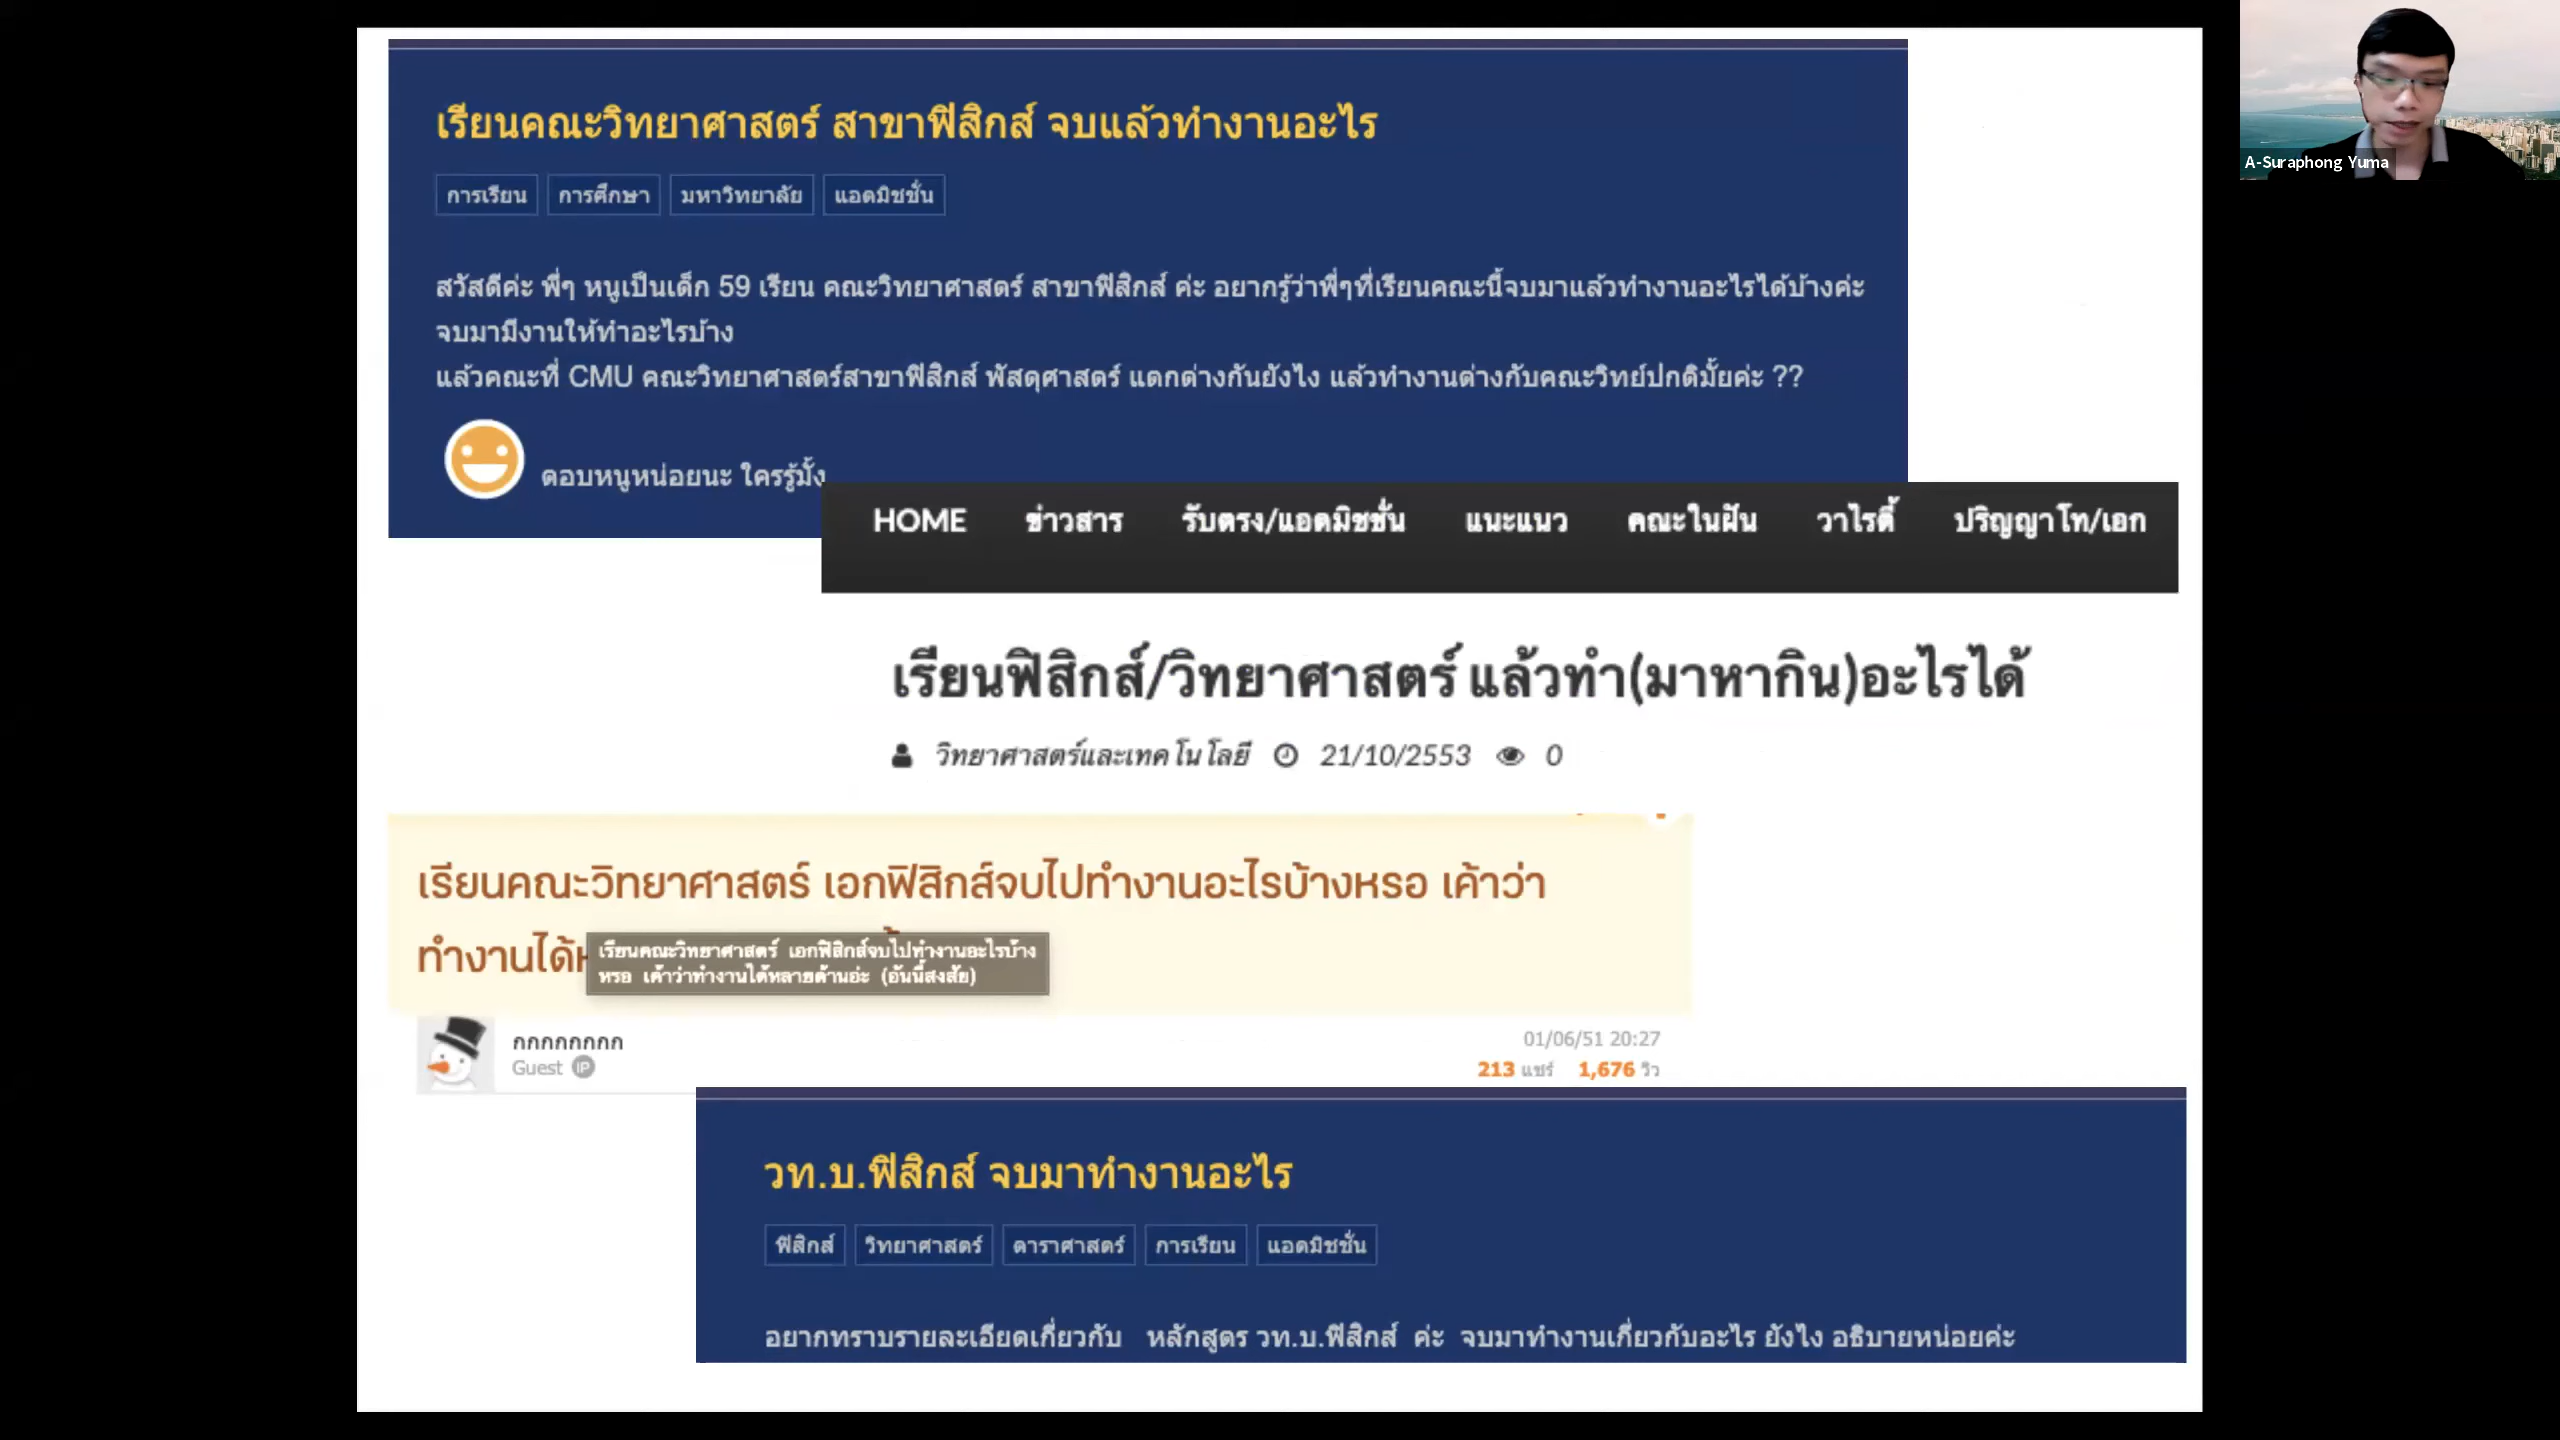 เรียนคณะวิทยาศาสตร์ สาขาฟิสิกส์ จบแล้วทำงานอะไร
การเรียน การศึกษา มหาวิทยาลัย แอดมิชชั่น
สวัสดีค่ะ พี่ๆ หนูเป็นเด็ก 59 เรียน คณะวิทยาศาสตร์ สาขาฟิสิกส์ ค่ะ อยากรู้ว่าพี่ๆที่เรียนคณะนี้จบมาแล้วทำงานอะไรได้บ้างค่ะ
จบมามีงานให้ทำอะไรบ้าง
แล้วคณะที่ CMU คณะวิทยาศาสตร์สาขาฟิสิกส์ พัสดุศาสตร์ แตกต่างกันยังไง แล้วทำงานต่างกับคณะวิทย์ปกติมั้ยค่ะ ??
ตอบหนูหน่อยนะ ใครรู้มั้ง
HOME ข่าวสาร รับตรง/แอดมิชชั่น แนะแนว คณะในฝัน วาไรตี้ ปริญญาโท/เอก
เรียนฟิสิกส์/วิทยาศาสตร์ แล้วทำ(มาหากิน)อะไรได้
วิทยาศาสตร์และเทคโนโลยี 21/10/2553 0
เรียนคณะวิทยาศาสตร์ เอกฟิสิกส์จบไปทำงานอะไรบ้างหรอ เค้าว่า
ทำงานได้ห
เรียนคณะวิทยาศาสตร์ เอกฟิสิกส์จบไปทำงานอะไรบ้าง
หรอ เค้าว่าทำงานได้หลายด้านอ่ะ (อันนี้สงสัย)
กกกกกกกก
Guest IP
01/06/51 20:27
213 แชร์ 1,676 วิว
วท.บ.ฟิสิกส์ จบมาทำงานอะไร
ฟิสิกส์ วิทยาศาสตร์ ดาราศาสตร์ การเรียน แอดมิชชั่น
อยากทราบรายละเอียดเกี่ยวกับ หลักสูตร วท.บ.ฟิสิกส์ ค่ะ จบมาทำงานเกี่ยวกับอะไร ยังไง อธิบายหน่อยค่ะ
A-Suraphong Yuma